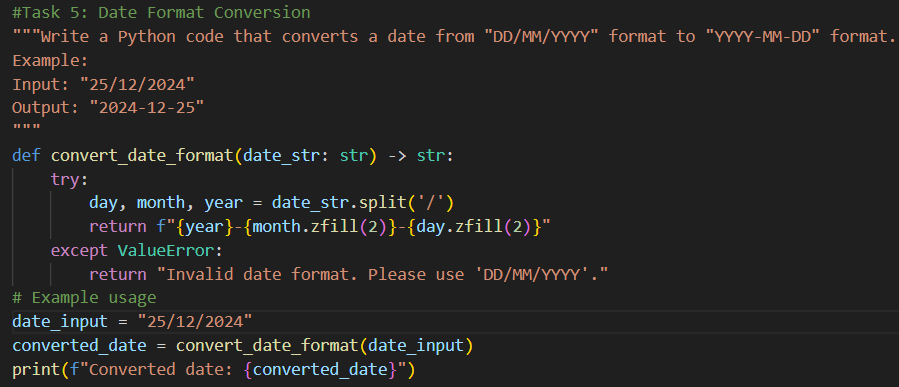 #Task 5: Date Format Conversion
"""Write a Python code that converts a date from "DD/MM/YYYY" format to "YYYY-MM-DD" format.
Example:
Input: "25/12/2024"
Output: "2024-12-25"
"""
def convert_date_format(date_str: str) -> str:
    try:
        day, month, year = date_str.split('/')
        return f"{year}-{month.zfill(2)}-{day.zfill(2)}"
    except ValueError:
        return "Invalid date format. Please use 'DD/MM/YYYY'."
# Example usage
date_input = "25/12/2024"
converted_date = convert_date_format(date_input)
print(f"Converted date: {converted_date}")